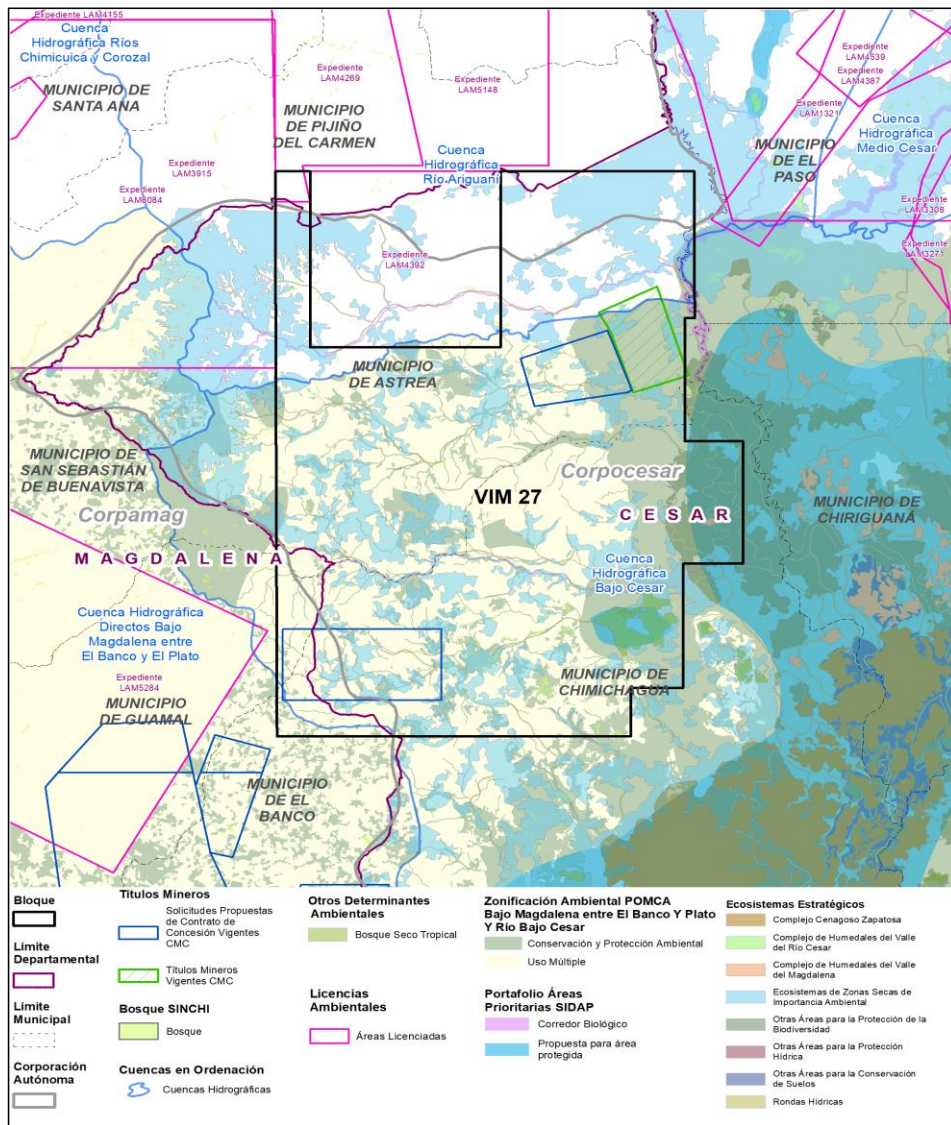 Expediente LAM4155
Cuenca
Hidrográfica Ríos
Chimicuica y Corozal
MUNICIPIO DE
SANTA ANA
Expediente
LAM4269
MUNICIPIO
DE PIJIÑO
DEL CARMEN
Expediente
LAM5148
Cuenca
Hidrográfica
Río Ariguaní
Expediente
LAM4539
Expediente
LAM4387
Expediente
LAM1321
Cuenca
Hidrográfica
Medio Cesar
MUNICIPIO
DE EL
PASO
Expediente
LAM3915
Expediente
LAM6084
Expediente
LAM3308
Expediente
LAM3271
Expediente
LAM4392
MUNICIPIO
DE ASTREA
MUNICIPIO DE
SAN SEBASTIÁN
DE BUENAVISTA
Corpamag
MAGDALENA
Corpocesar
VIM 27
CESAR
MUNICIPIO DE
CHIRIGUANÁ
Cuenca
Hidrográfica
Bajo Cesar
Cuenca Hidrográfica
Directos Bajo
Magdalena entre
El Banco y El Plato
Expediente
LAM5284
MUNICIPIO
DE GUAMAL
MUNICIPIO DE
CHIMICHAGUA
MUNICIPIO
DE EL
BANCO
Bloque
Límite
Departamental
Límite
Municipal
Corporación
Autónoma
Titulos Mineros
Solicitudes Propuestas
de Contrato de
Concesión Vigentes
CMC
Títulos Mineros
Vigentes CMC
Bosque SINCHI
Bosque
Cuencas en Ordenación
Cuencas Hidrográficas
Otros Determinantes
Ambientales
Bosque Seco Tropical
Licencias
Ambientales
Áreas Licenciadas
Zonificación Ambiental POMCA
Bajo Magdalena entre El Banco Y Plato
Y Río Bajo Cesar
Conservación y Protección Ambiental
Uso Múltiple
Portafolio Áreas
Prioritarias SIDAP
Corredor Biológico
Propuesta para área
protegida
Ecosistemas Estratégicos
Complejo Cenagoso Zapatosa
Complejo de Humedales del Valle
del Río Cesar
Complejo de Humedales del Valle
del Magdalena
Ecosistemas de Zonas Secas de
Importancia Ambiental
Otras Áreas para la Protección de la
Biodiversidad
Otras Áreas para la Protección
Hídrica
Otras Áreas para la Conservación
de Suelos
Rondas Hídricas